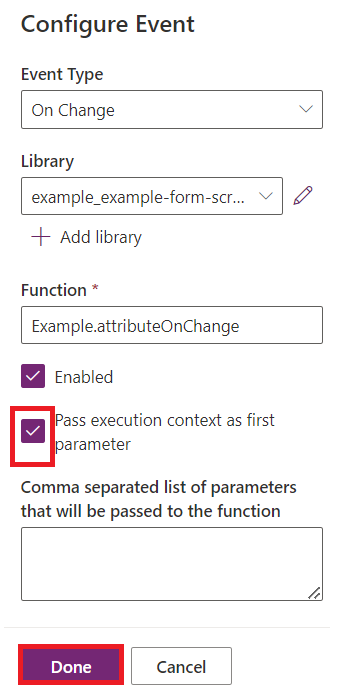 Configure Event
Event Type
On Change
Library
example_example-form-scr...
Add library
Function *
Example.attributeOnChange
Enabled
Pass execution context as first
parameter
Comma separated list of parameters
that will be passed to the function
Done
Cancel